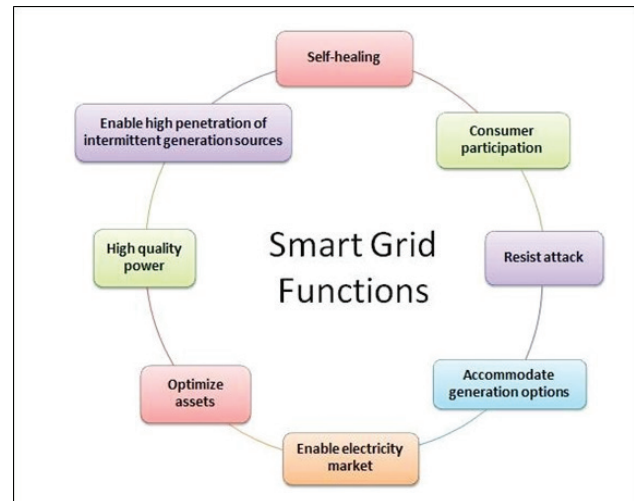 Self-healing
Consumer
participation
Resist attack
Accommodate
generation options
Enable electricity
market
Optimize
assets
High quality
power
Enable high penetration of
intermittent generation sources
Smart Grid
Functions